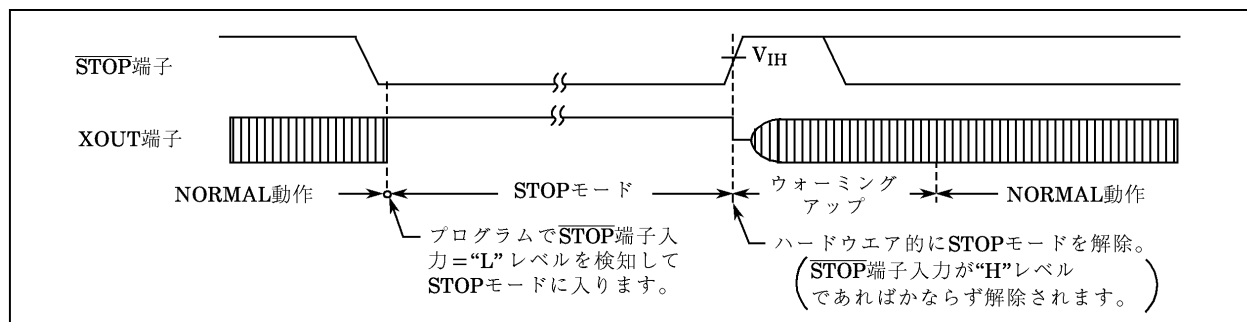 STOP端子
VIH
XOUT端子
NORMAL動作
STOPモード
ウォーミング
アップ
NORMAL動作
プログラムでSTOP端子入
力＝“L”レベルを検知して
STOPモードに入ります。
ハードウエア的にSTOPモードを解除。
STOP端子入力が“H”レベル
であればかならず解除されます。